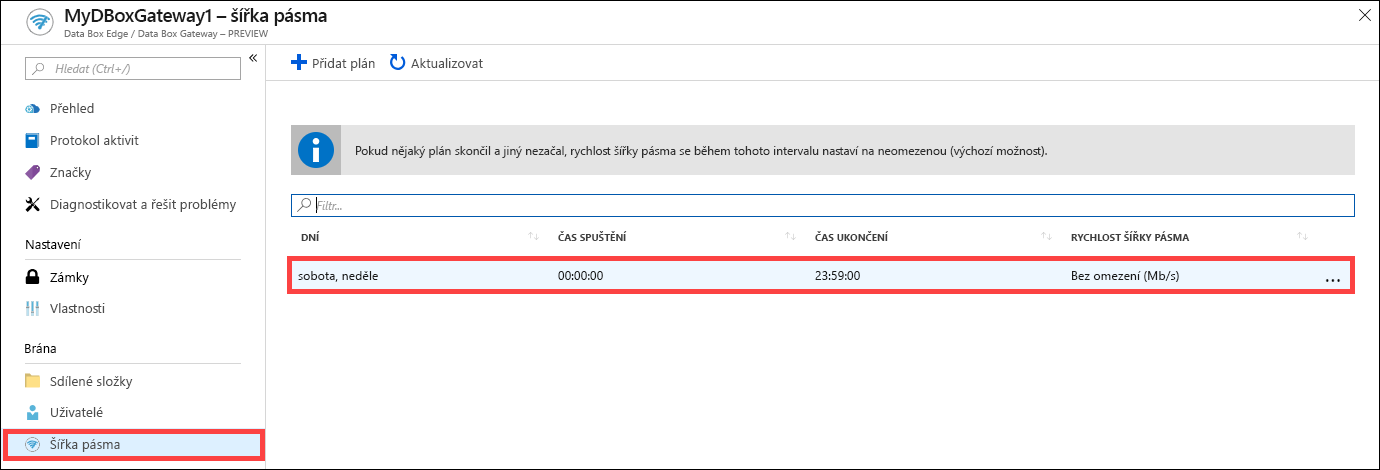 MyDBoxGateway1 – šířka pásma
Data Box Edge / Data Box Gateway – PREVIEW
Hledat (Ctrl+/)
Přehled
Protokol aktivit
Značky
Diagnostikovat a řešit problémy
Nastavení
Zámky
Vlastnosti
Brána
Sdílené složky
Uživatelé
Šířka pásma
Přidat plán Aktualizovat
Pokud nějaký plán skončil a jiný nezačal, rychlost šířky pásma se během tohoto intervalu nastaví na neomezenou (výchozí možnost).
Filtr...
DNÍ ČAS SPUŠTĚNÍ ČAS UKONČENÍ RYCHLOST ŠÍŘKY PÁSMA
sobota, neděle 00:00:00 23:59:00 Bez omezení (Mb/s) ...